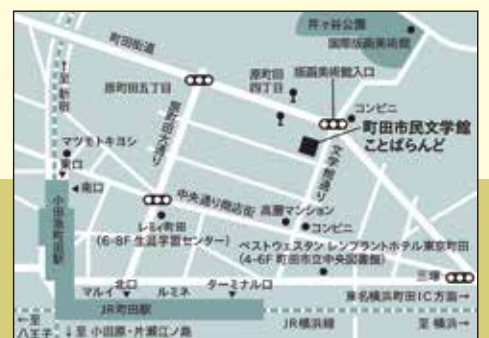 芹ヶ谷公園
国際版画美術館
町田街道
↑至 新宿
原町田五丁目
原町田
四丁目
版画美術館入口
コンビニ
町田市民文学館
ことばらんど
原町田大通り
文学館通り
マツモトキヨシ
東口
◀南口
小田急町田駅
中央通り商店街
高層マンション
レミィ町田
(6-8F 生涯学習センター)
コンビニ
ベストウェスタン レンブラントホテル東京町田
(4-6F 町田市立中央図書館)
三塚
北口
ターミナル口
マルイ
ルミネ
東名横浜町田IC方面→
JR町田駅
←至
八王子
↓至 小田原・片瀬江ノ島
JR横浜線
至 横浜→